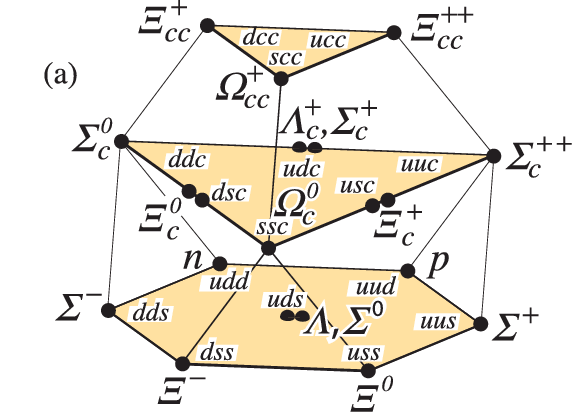 Ξcc+ Ξcc++
dcc ucc
scc
(a)
Ωcc+
Λc+, Σc+
Σc0 Σc++
ddc udc uuc
dsc usc
Ξc0 Ωc0 Ξc+
ssc
n p
udd uud
uds
Σ− dds Λ, Σ0 uus Σ+
dss uss
Ξ− Ξ0